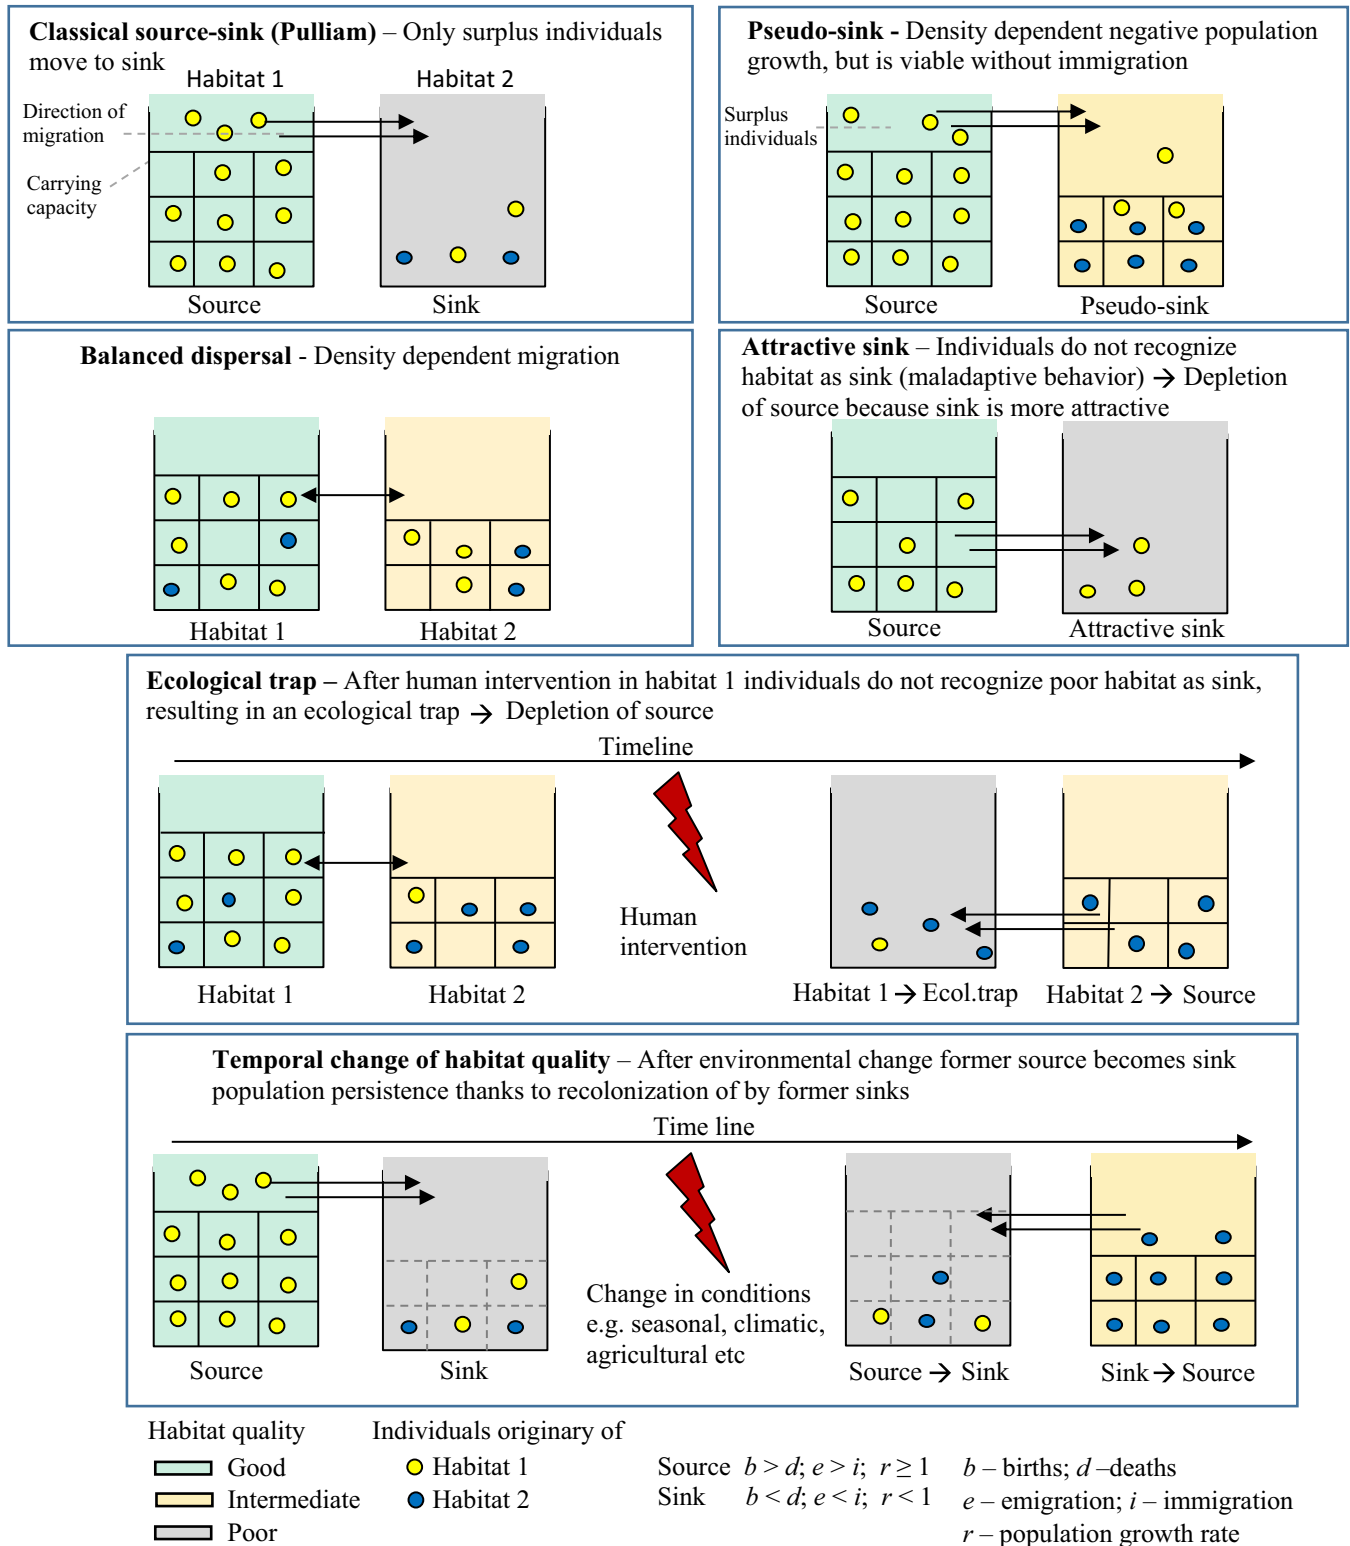 Classical source-sink (Pulliam) – Only surplus individuals
move to sink
Habitat 1
Habitat 2
Direction of
migration
Carrying
capacity
Source
Sink
Pseudo-sink - Density dependent negative population
growth, but is viable without immigration
Surplus
individuals
Source
Pseudo-sink
Balanced dispersal - Density dependent migration
Habitat 1
Habitat 2
Attractive sink – Individuals do not recognize
habitat as sink (maladaptive behavior) → Depletion
of source because sink is more attractive
Source
Attractive sink
Ecological trap – After human intervention in habitat 1 individuals do not recognize poor habitat as sink,
resulting in an ecological trap → Depletion of source
Timeline
Human
intervention
Habitat 1
Habitat 2
Habitat 1 → Ecol.trap
Habitat 2 → Source
Temporal change of habitat quality – After environmental change former source becomes sink
population persistence thanks to recolonization of by former sinks
Time line
Change in conditions
e.g. seasonal, climatic,
agricultural etc
Source
Sink
Source → Sink
Sink → Source
Habitat quality
Good
Intermediate
Poor
Individuals originary of
Habitat 1
Habitat 2
Source b > d; e > i; r ≥ 1
Sink b < d; e < i; r < 1
b – births; d –deaths
e – emigration; i – immigration
r – population growth rate